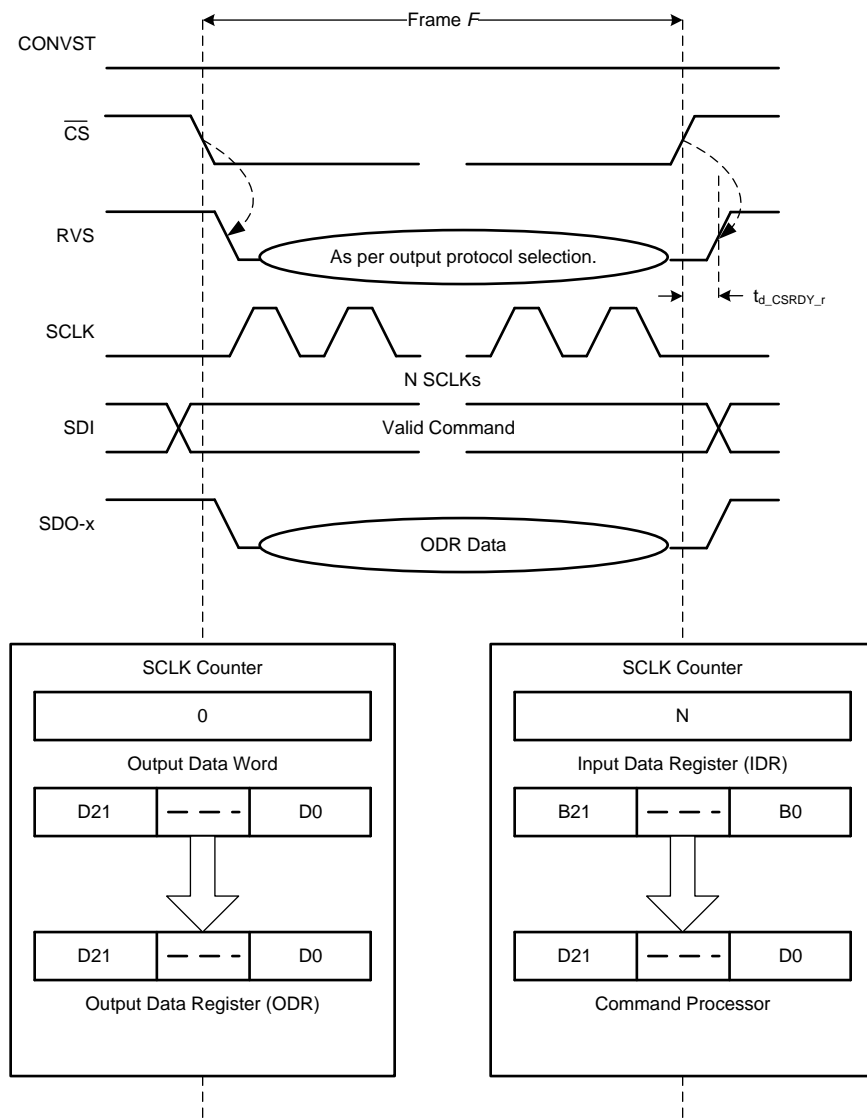 Frame F
CONVST
CS
RVS
As per output protocol selection.
td_CSRDY_r
SCLK
N SCLKs
SDI
Valid Command
SDO-x
ODR Data
SCLK Counter
0
Output Data Word
D21 D0
D21 D0
Output Data Register (ODR)
SCLK Counter
N
Input Data Register (IDR)
B21 B0
D21 D0
Command Processor